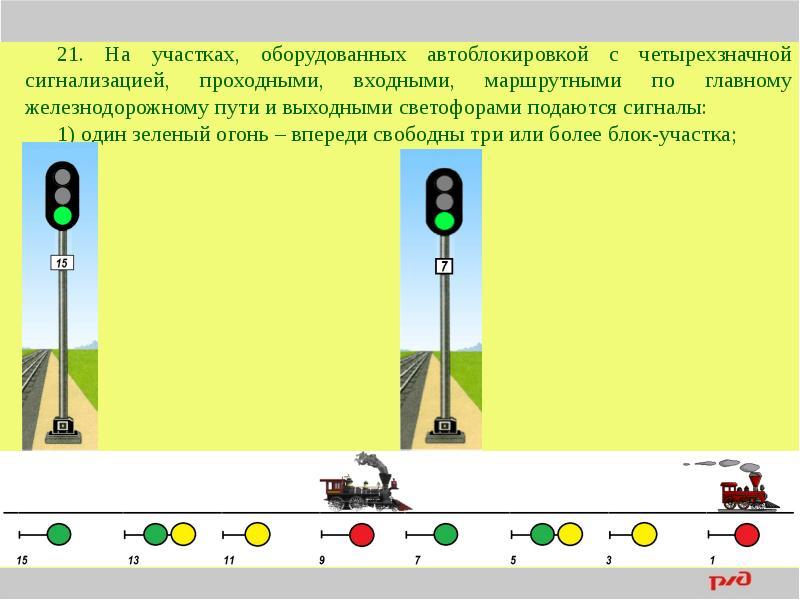 21. На участках, оборудованных автоблокировкой с четырехзначной
сигнализацией, проходными, входными, маршрутными по главному
железнодорожному пути и выходными светофорами подаются сигналы:
1) один зеленый огонь – впереди свободны три или более блок-участка;
15
7
15 13 11 9 7 5 3 1
ржд